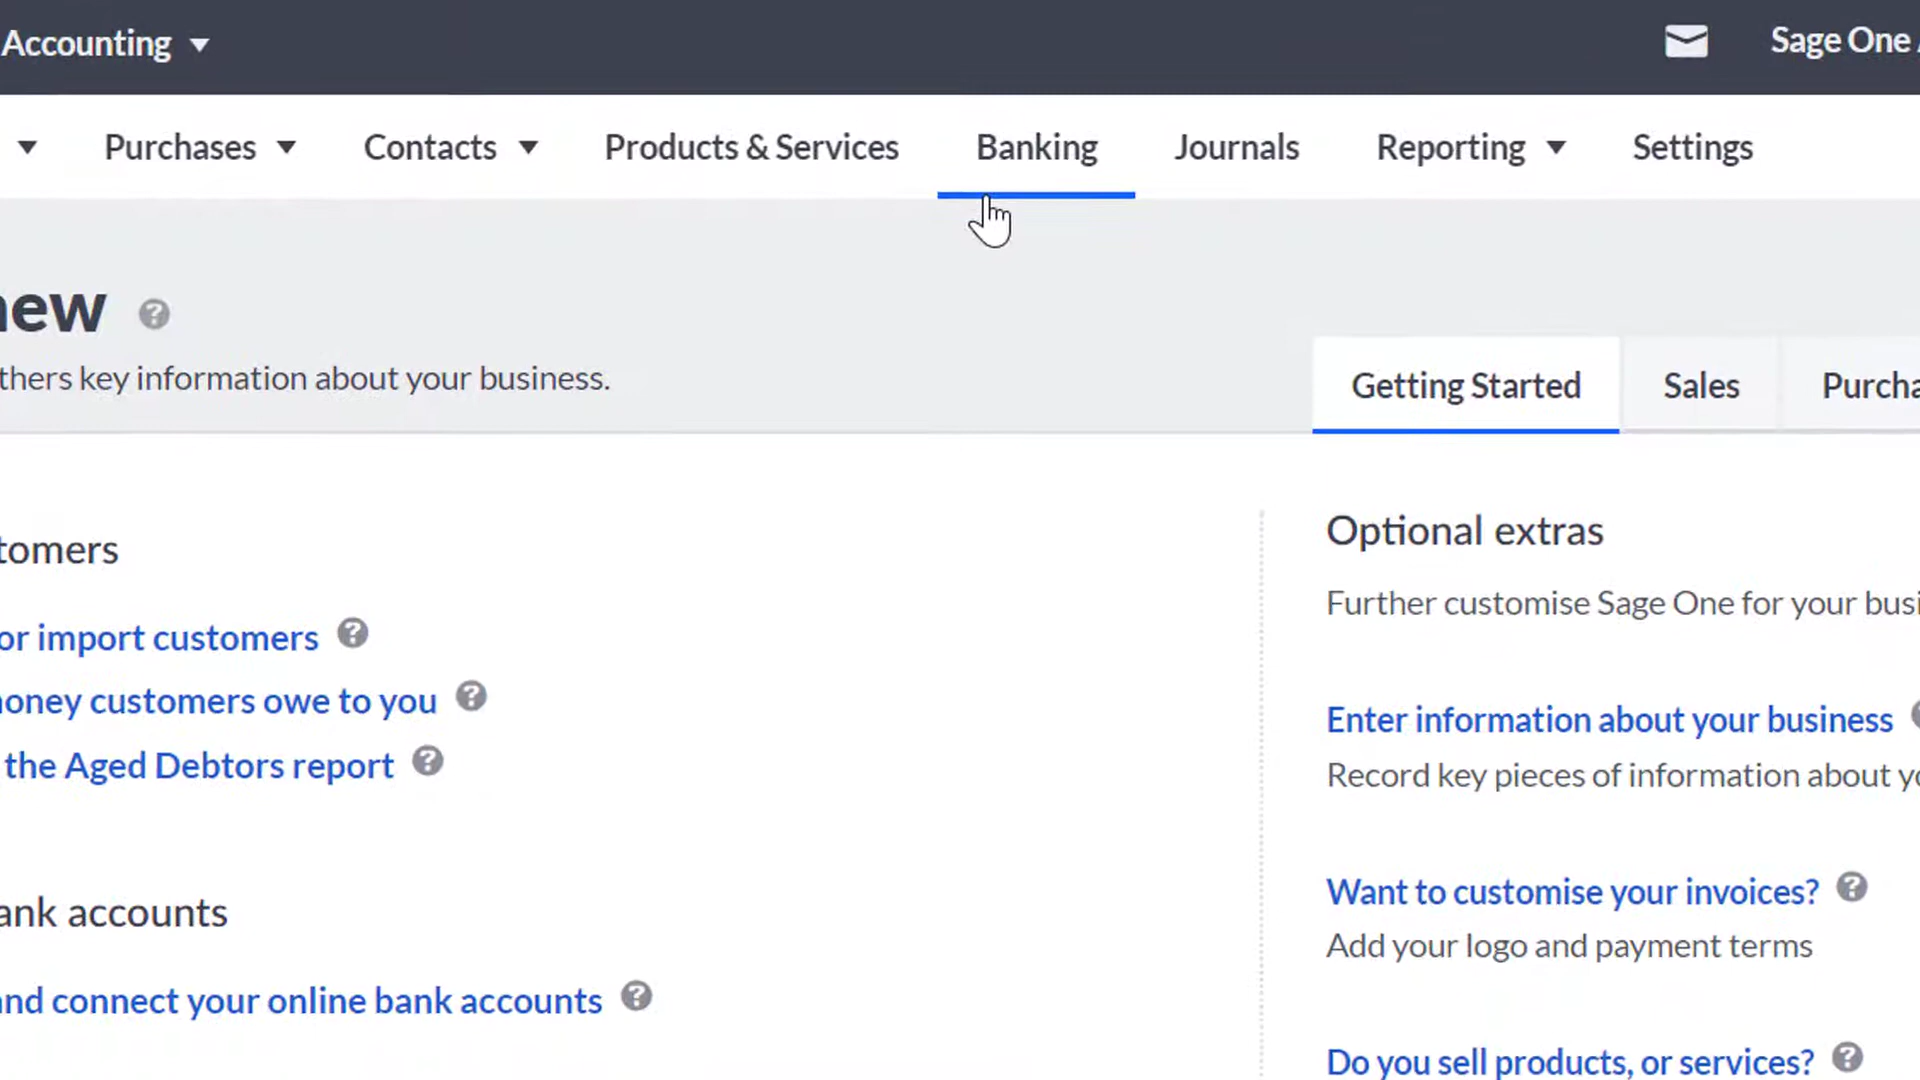 Accounting
Sage One
Purchases
Contacts
Products & Services
Banking
Journals
Reporting
Settings
new
thers key information about your business.
Getting Started
Sales
Purcha
tomers
or import customers
oney customers owe to you
the Aged Debtors report
ank accounts
nd connect your online bank accounts
Optional extras
Further customise Sage One for your busi
Enter information about your business
Record key pieces of information about yo
Want to customise your invoices?
Add your logo and payment terms
Do you sell products, or services?